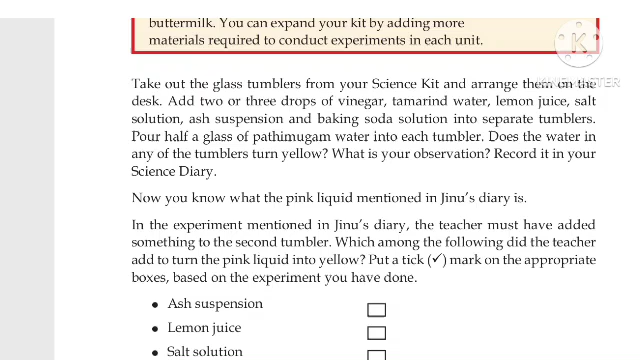 buttermilk. You can expand your kit by adding more
materials required to conduct experiments in each unit.
K
Take out the glass tumblers from your Science Kit and arrange them on the
desk. Add two or three drops of vinegar, tamarind water, lemon juice, salt
solution, ash suspension and baking soda solution into separate tumblers.
Pour half a glass of pathimugam water into each tumbler. Does the water in
any of the tumblers turn yellow? What is your observation? Record it in your
Science Diary.
Now you know what the pink liquid mentioned in Jinu's diary is.
In the experiment mentioned in Jinu's diary, the teacher must have added
something to the second tumbler. Which among the following did the teacher
add to turn the pink liquid into yellow? Put a tick (✓) mark on the appropriate
boxes, based on the experiment you have done.
• Ash suspension
• Lemon juice
• Salt solution